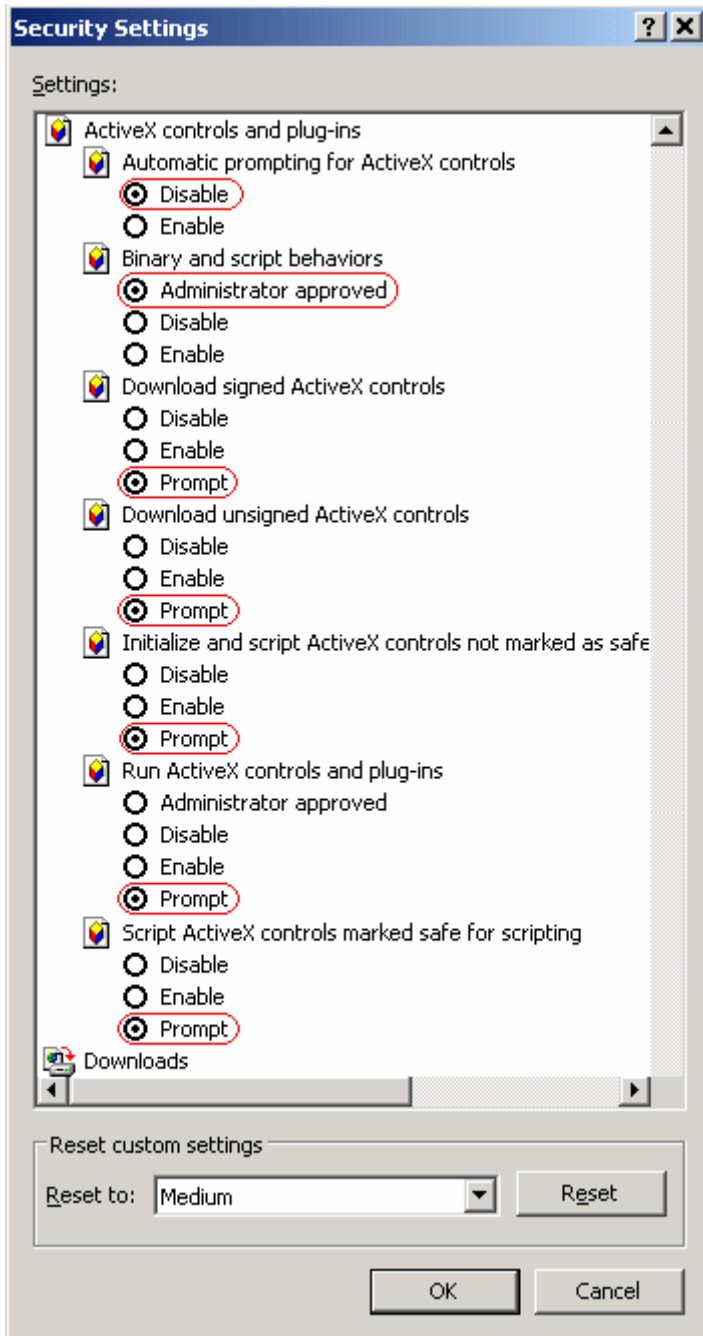 Security Settings
Settings:
ActiveX controls and plug-ins
Automatic prompting for ActiveX controls
Disable
Enable
Binary and script behaviors
Administrator approved
Disable
Enable
Download signed ActiveX controls
Disable
Enable
Prompt
Download unsigned ActiveX controls
Disable
Enable
Prompt
Initialize and script ActiveX controls not marked as safe
Disable
Enable
Prompt
Run ActiveX controls and plug-ins
Administrator approved
Disable
Enable
Prompt
Script ActiveX controls marked safe for scripting
Disable
Enable
Prompt
Downloads
Reset custom settings
Reset to: Medium Reset
OK Cancel